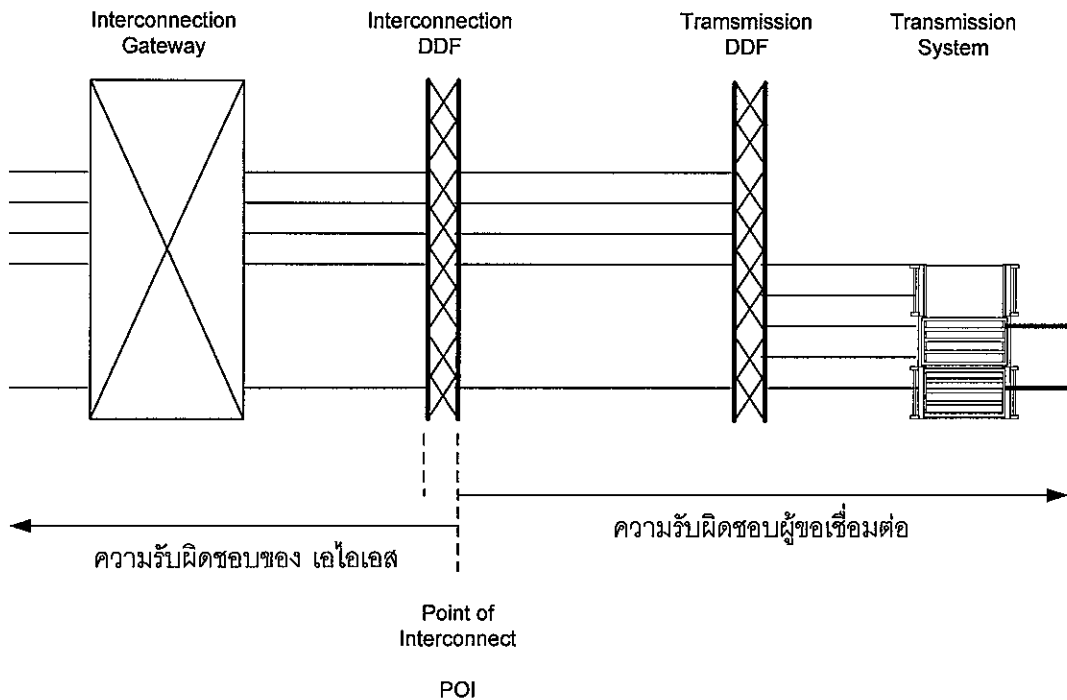 Interconnection
Gateway
Interconnection
DDF
Tramsmission
DDF
Transmission
System
ความรับผิดชอบผู้ขอเชื่อมต่อ
ความรับผิดชอบของ เอไอเอส
Point of
Interconnect
POI